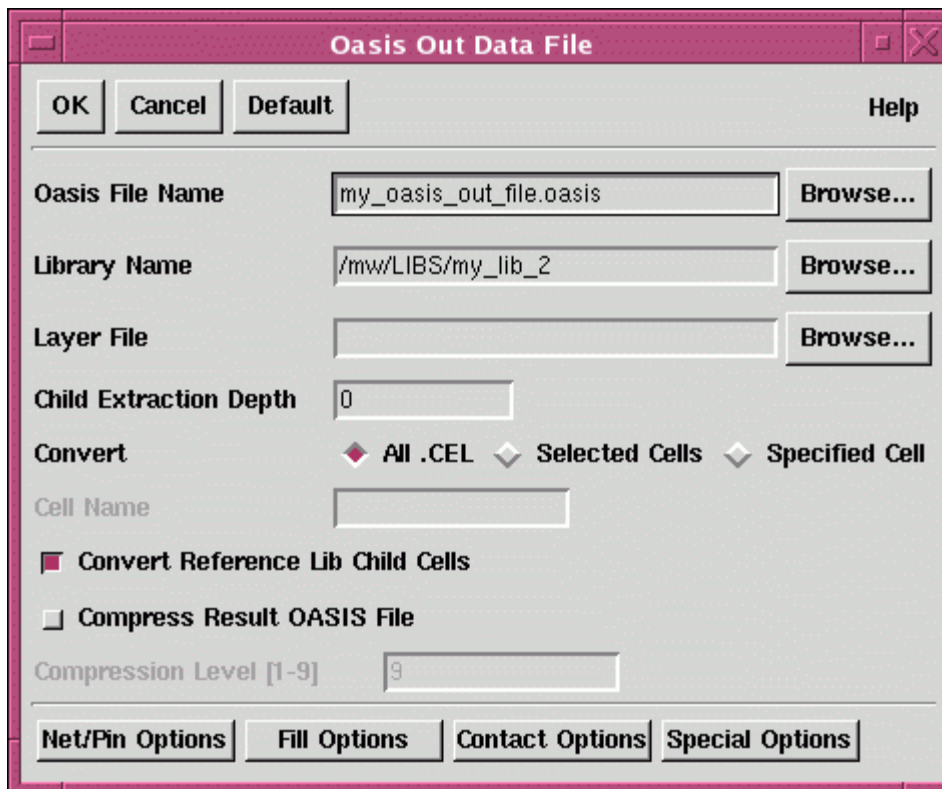 Oasis Out Data File
OK Cancel Default Help
Oasis File Name my_oasis_out_file.oasis Browse...
Library Name /mw/LIBS/my_lib_2 Browse...
Layer File Browse...
Child Extraction Depth 0
Convert All .CEL Selected Cells Specified Cell
Cell Name
Convert Reference Lib Child Cells
Compress Result OASIS File
Compression Level [1-9] 9
Net/Pin Options Fill Options Contact Options Special Options